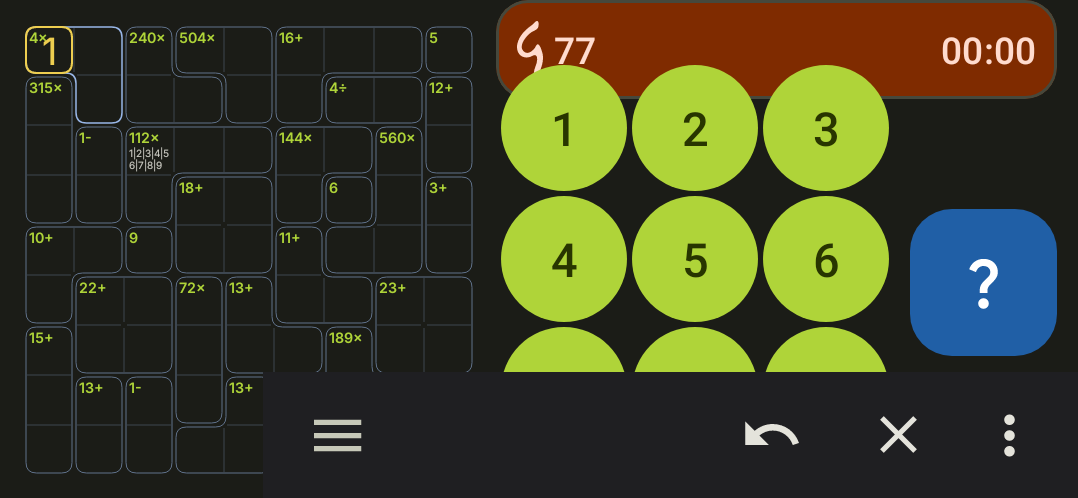 4× 1 240× 504× 16+ 5
315× 4÷ 12+
1- 112× 144× 560×
1|2|3|4|5
6|7|8|9
18+ 6 3+
10+ 9 11+
22+ 72× 13+ 23+
15+ 189×
13+ 1- 13+
77 00:00
1 2 3
4 5 6
?